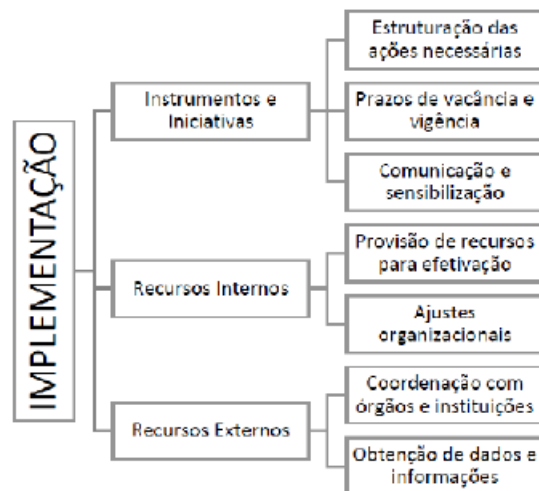 IMPLEMENTAÇÃO
Instrumentos e
Iniciativas
Estruturação das
ações necessárias
Prazos de vacância e
vigência
Comunicação e
sensibilização
Recursos Internos
Provisão de recursos
para efetivação
Ajustes
organizacionais
Recursos Externos
Coordenação com
órgãos e instituições
Obtenção de dados e
informações